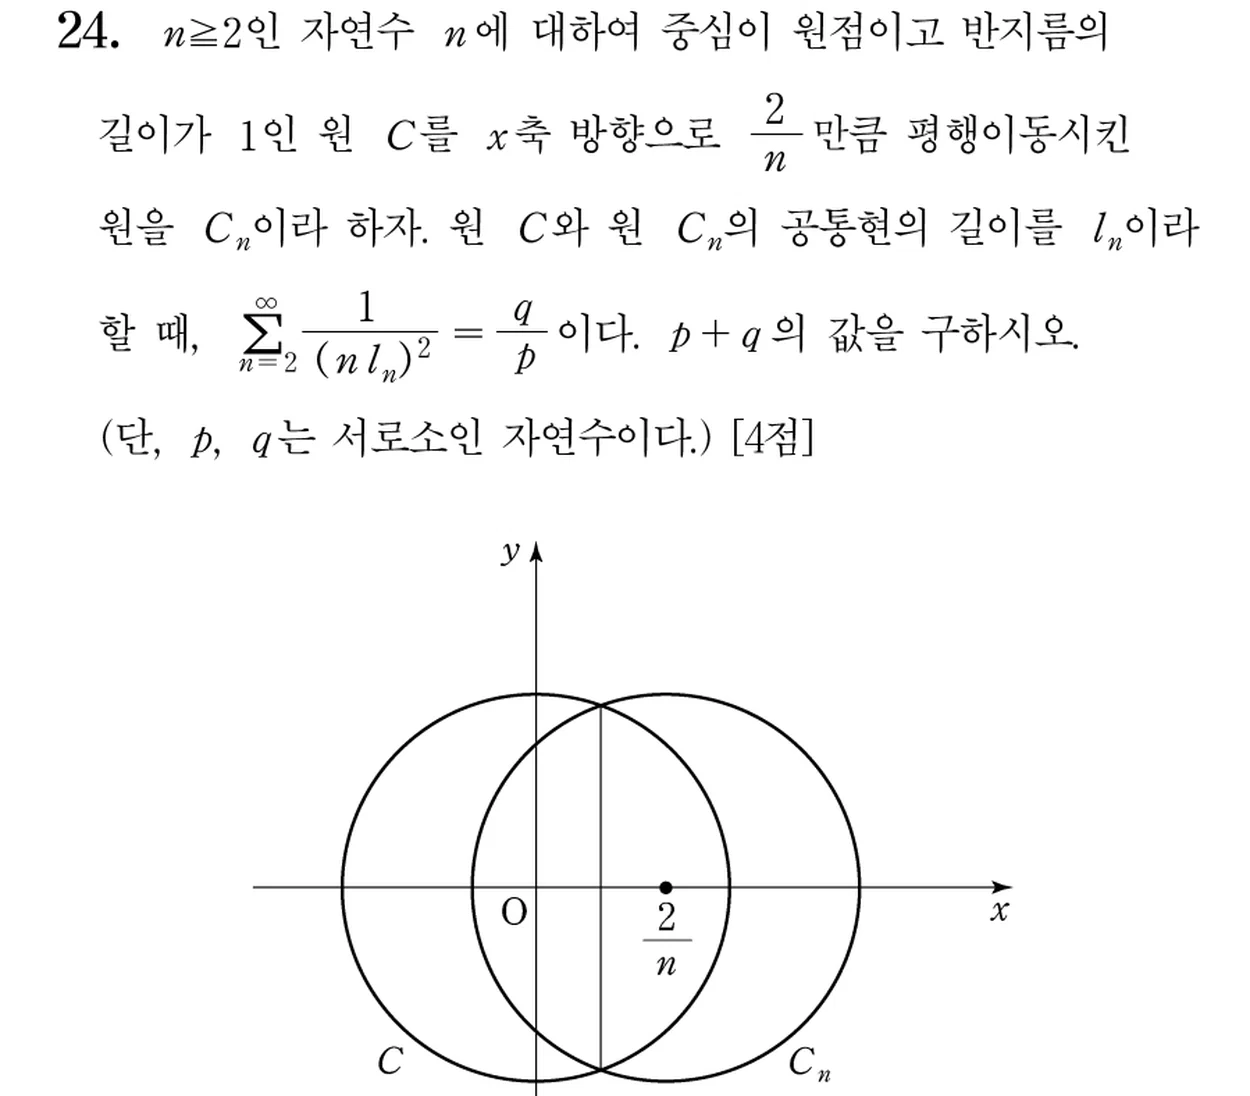 24. n≧2인 자연수 n에 대하여 중심이 원점이고 반지름의
길이가 1인 원 C를 x축 방향으로 2/n 만큼 평행이동시킨
원을 Cₙ이라 하자. 원 C와 원 Cₙ의 공통현의 길이를 lₙ이라
할 때, ∑_{n=2}^{∞} 1/(n lₙ)² = q/p 이다. p+q의 값을 구하시오.
(단, p, q는 서로소인 자연수이다.) [4점]
y
O
2/n
x
C
Cₙ